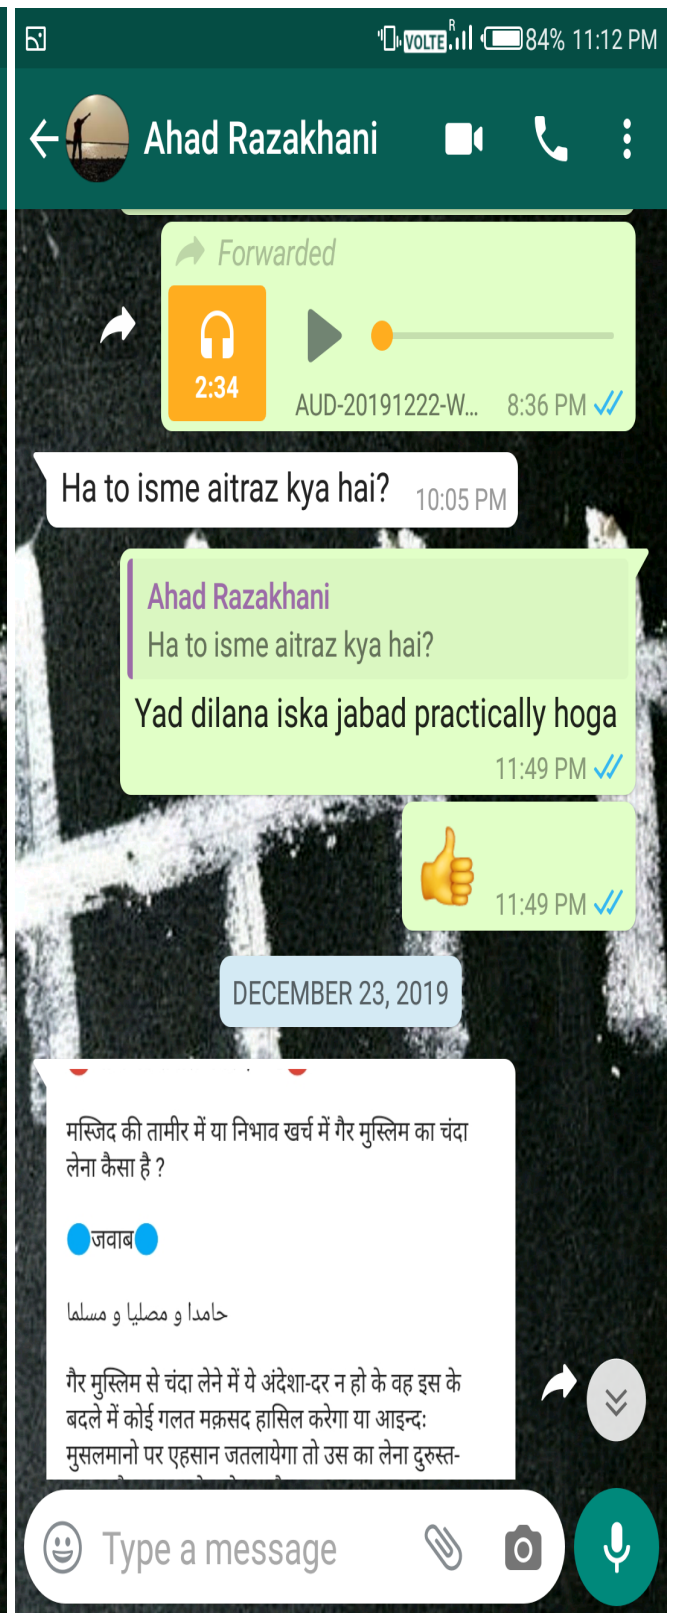 VOLTE R 84% 11:12 PM
Ahad Razakhani
Forwarded
2:34
AUD-20191222-W... 8:36 PM
Ha to isme aitraz kya hai? 10:05 PM
Ahad Razakhani
Ha to isme aitraz kya hai?
Yad dilana iska jabad practically hoga
11:49 PM
11:49 PM
DECEMBER 23, 2019
मस्जिद की तामीर में या निभाव खर्च में गैर मुस्लिम का चंदा
लेना कैसा है ?
जवाब
حامدا و مصليا و مسلما
गैर मुस्लिम से चंदा लेने में ये अंदेशा-दर न हो के वह इस के
बदले में कोई गलत मक़सद हासिल करेगा या आइन्दः
मुसलमानो पर एहसान जतलायेगा तो उस का लेना दुरुस्त-
Type a message